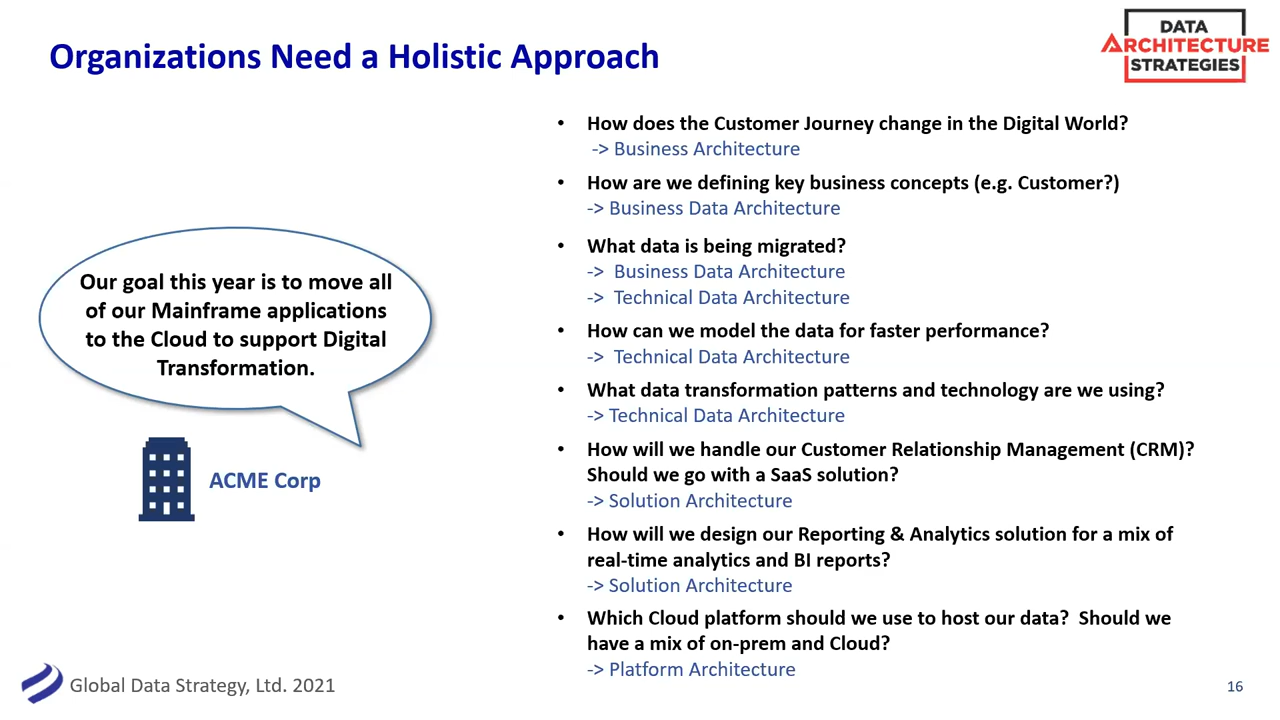 Organizations Need a Holistic Approach
DATA
ARCHITECTURE
STRATEGIES
Our goal this year is to move all
of our Mainframe applications
to the Cloud to support Digital
Transformation.
ACME Corp
• How does the Customer Journey change in the Digital World?
-> Business Architecture
• How are we defining key business concepts (e.g. Customer?)
-> Business Data Architecture
• What data is being migrated?
-> Business Data Architecture
-> Technical Data Architecture
• How can we model the data for faster performance?
-> Technical Data Architecture
• What data transformation patterns and technology are we using?
-> Technical Data Architecture
• How will we handle our Customer Relationship Management (CRM)?
Should we go with a SaaS solution?
-> Solution Architecture
• How will we design our Reporting & Analytics solution for a mix of
real-time analytics and BI reports?
-> Solution Architecture
• Which Cloud platform should we use to host our data? Should we
have a mix of on-prem and Cloud?
-> Platform Architecture
Global Data Strategy, Ltd. 2021
16